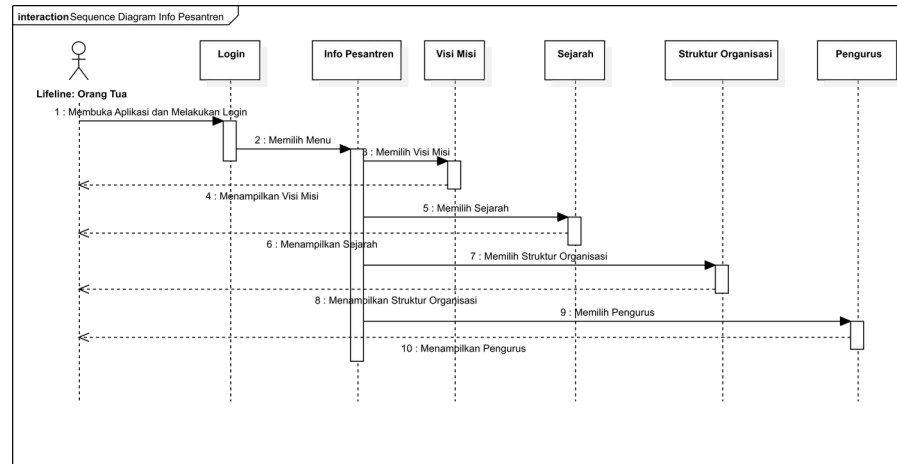 interaction Sequence Diagram Info Pesantren
Login
Info Pesantren
Visi Misi
Sejarah
Struktur Organisasi
Pengurus
Lifeline: Orang Tua
1 : Membuka Aplikasi dan Melakukan Login
2 : Memilih Menu
3 : Memilih Visi Misi
4 : Menampilkan Visi Misi
5 : Memilih Sejarah
6 : Menampilkan Sejarah
7 : Memilih Struktur Organisasi
8 : Menampilkan Struktur Organisasi
9 : Memilih Pengurus
10 : Menampilkan Pengurus